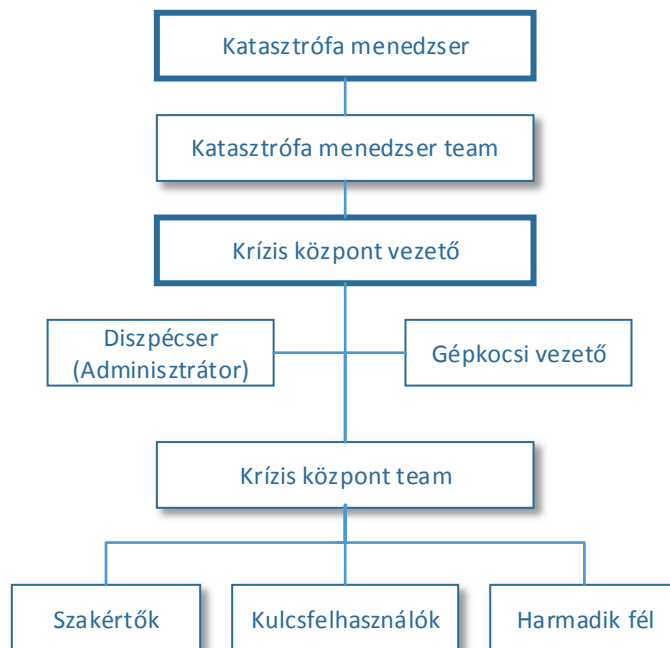 Katasztrófa menedzser
Katasztrófa menedzser team
Krízis központ vezető
Diszpécser
(Adminisztrátor)
Gépkocsi vezető
Krízis központ team
Szakértők
Kulcsfelhasználók
Harmadik fél